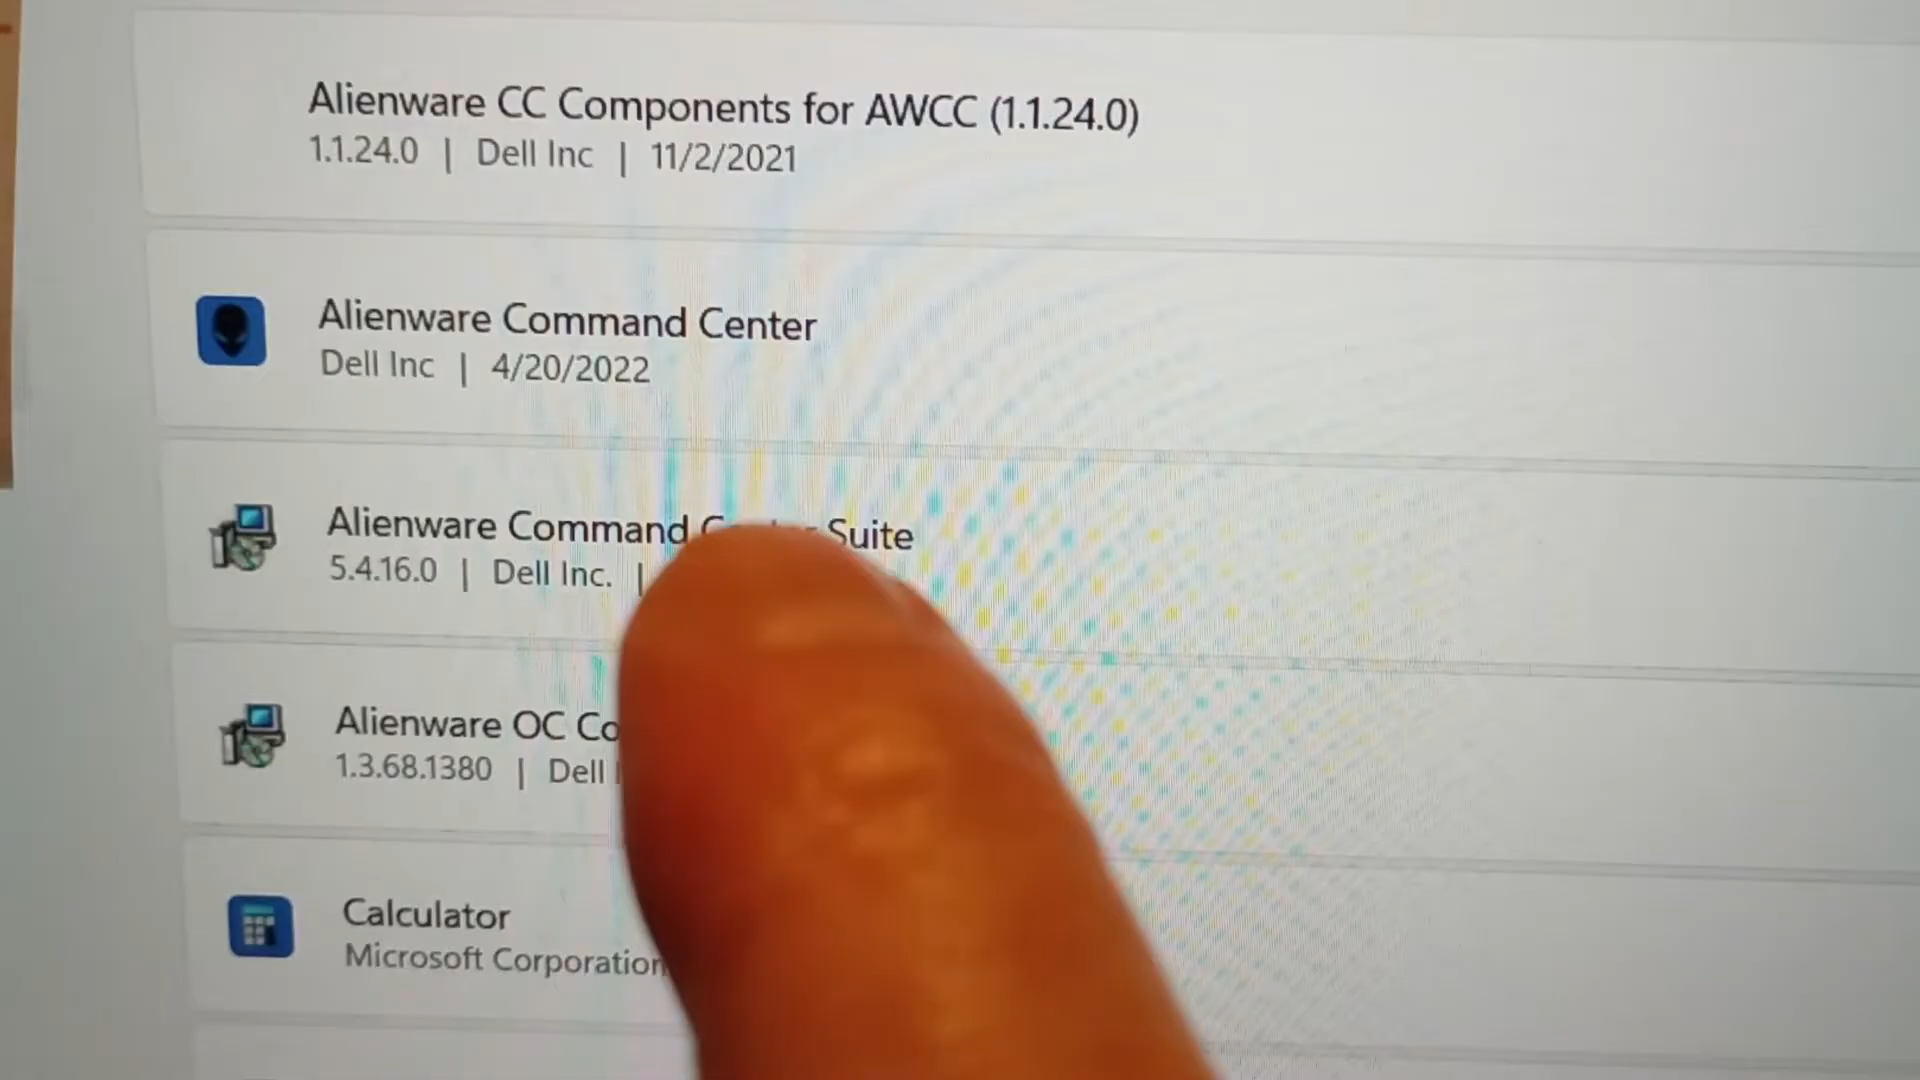 Alienware CC Components for AWCC (1.1.24.0)
1.1.24.0 | Dell Inc | 11/2/2021
Alienware Command Center
Dell Inc | 4/20/2022
Alienware Command Suite
5.4.16.0 | Dell Inc. |
Alienware OC Co
1.3.68.1380 | Dell
Calculator
Microsoft Corporation